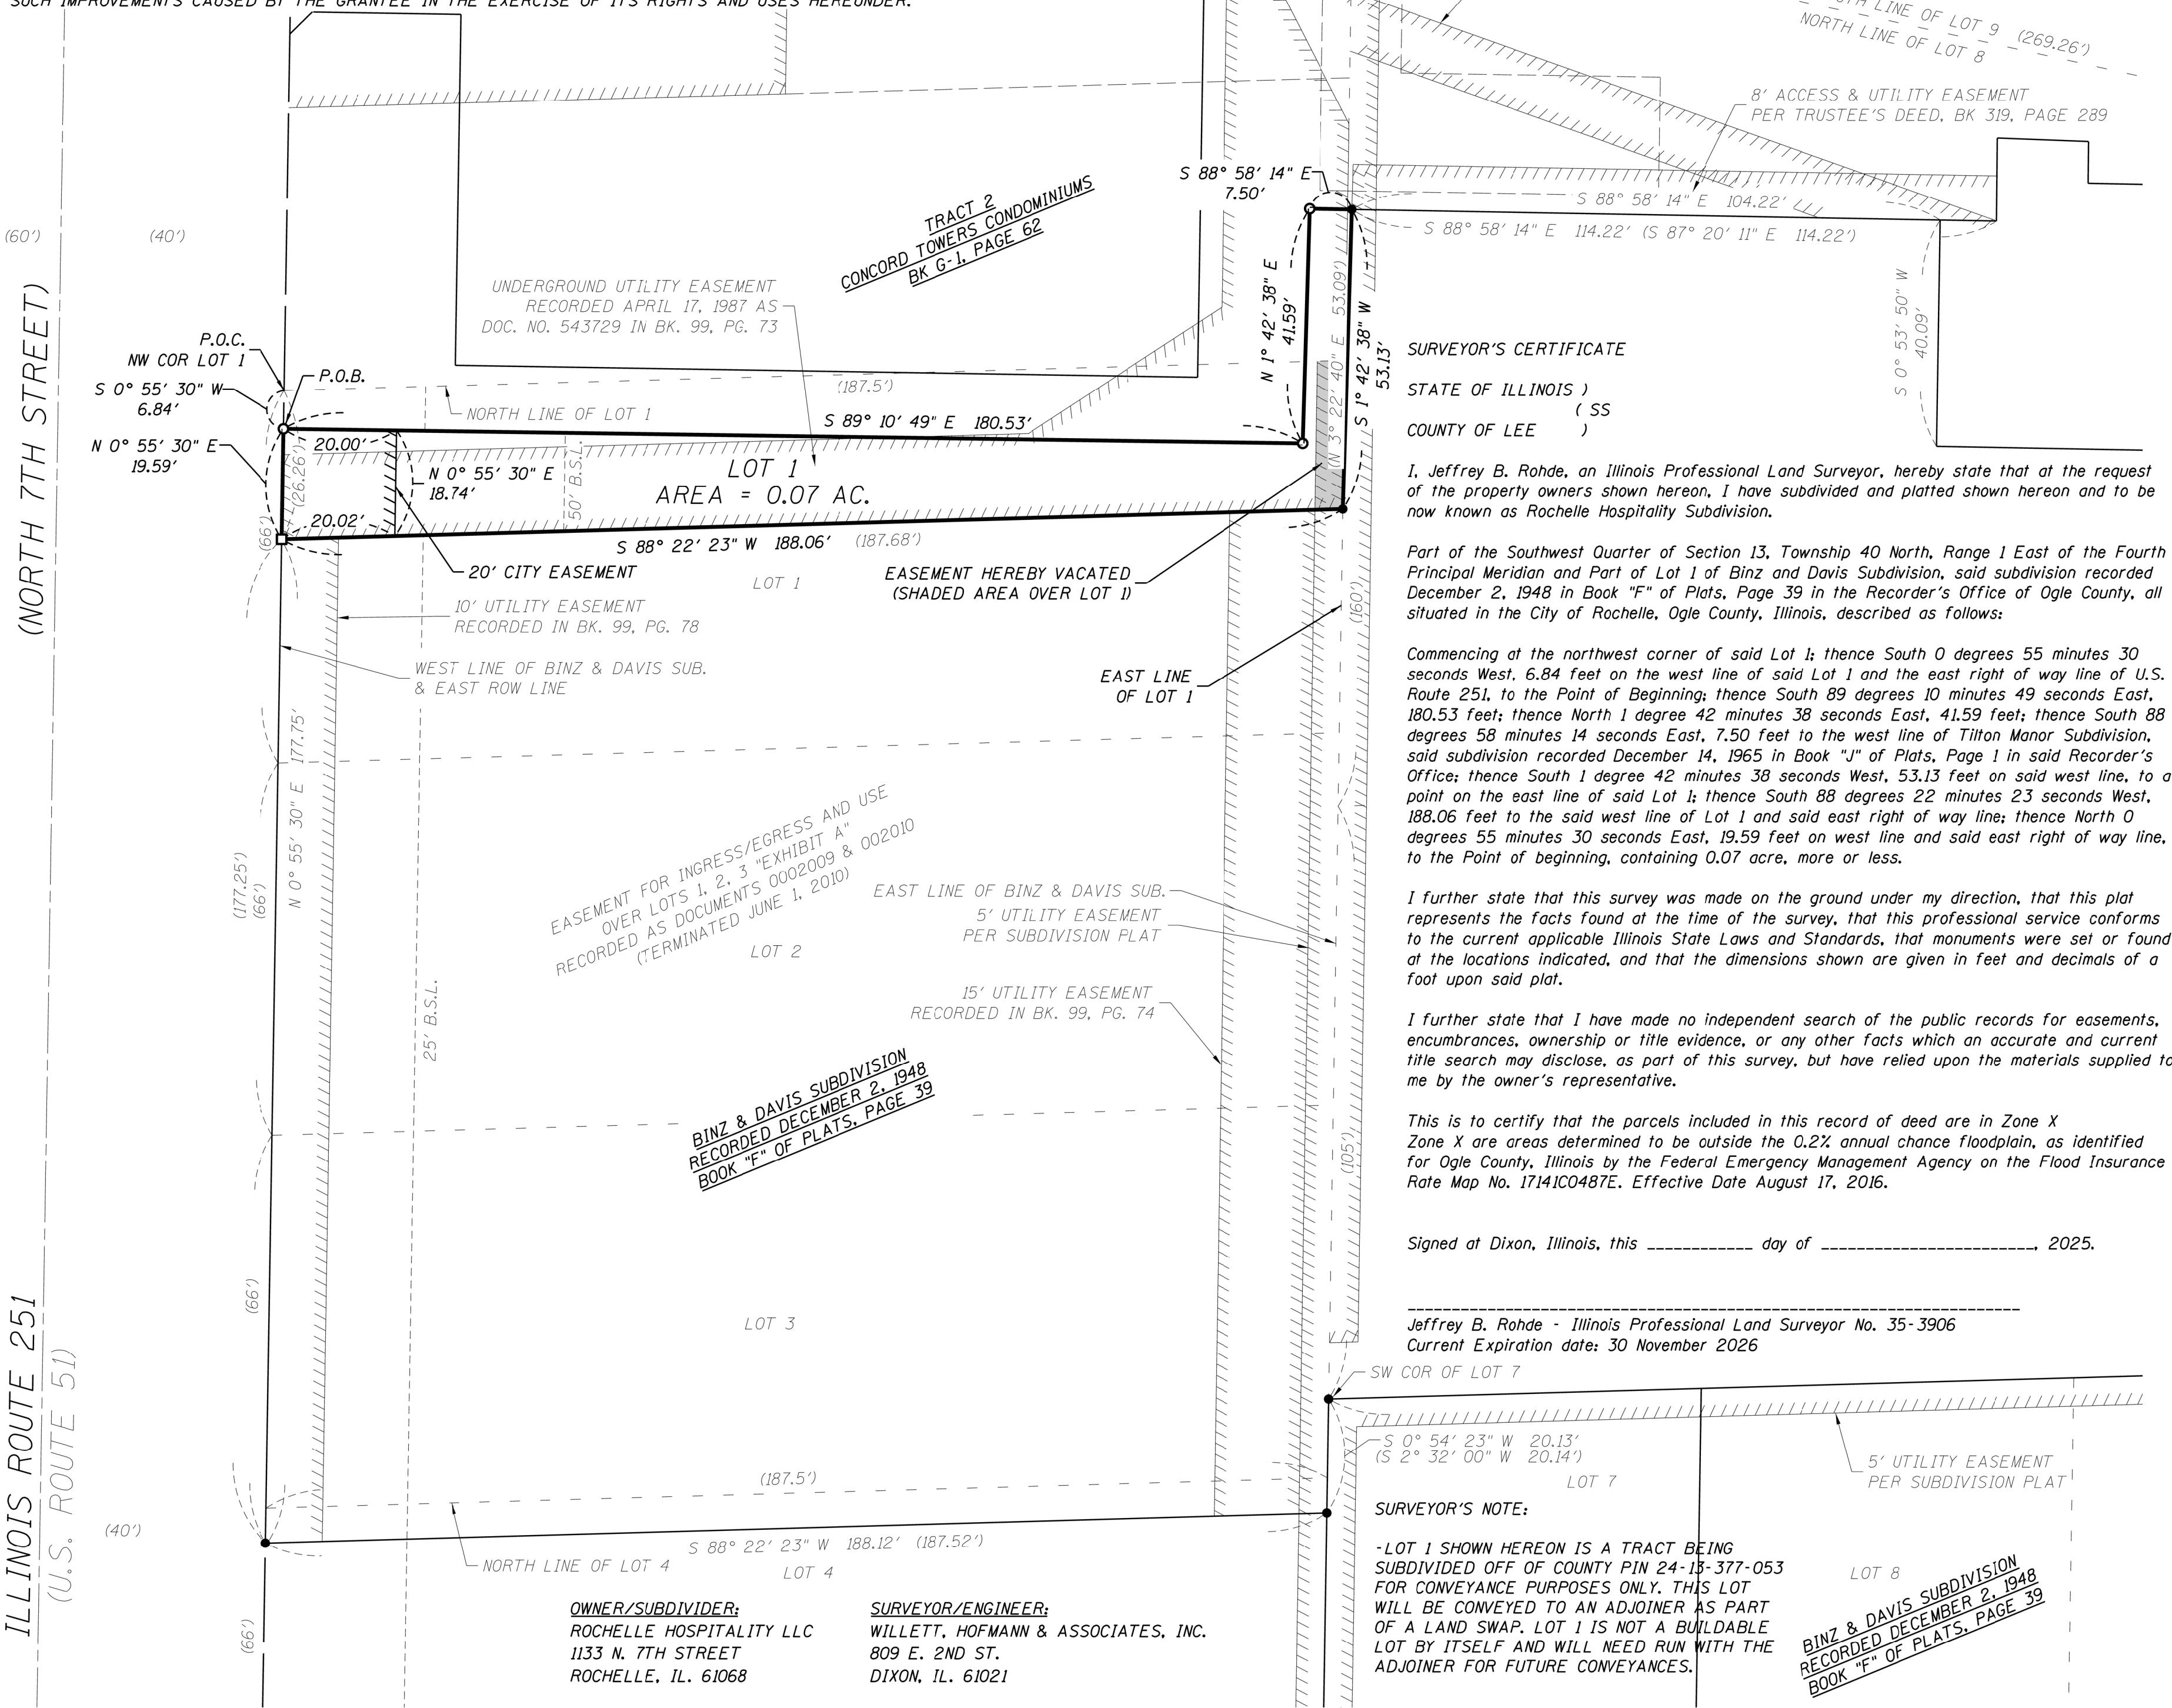 SUCH IMPROVEMENTS CAUSED BY THE GRANTEE IN THE EXERCISE OF ITS RIGHTS AND USES HEREUNDER.
LINE OF LOT 9 (269.26')
NORTH LINE OF LOT 8
8' ACCESS & UTILITY EASEMENT
PER TRUSTEE'S DEED, BK 319, PAGE 289
S 88° 58' 14" E
7.50'
S 88° 58' 14" E 104.22'
S 88° 58' 14" E 114.22' (S 87° 20' 11" E 114.22')
(60')
(40')
TRACT 2
CONCORD TOWERS CONDOMINIUMS
BK G-1, PAGE 62
UNDERGROUND UTILITY EASEMENT
RECORDED APRIL 17, 1987 AS
DOC. NO. 543729 IN BK. 99, PG. 73
N 1° 42' 38" E
41.59'
(N 3° 22' 40" E 53.09')
S 1° 42' 38" W
53.13'
S 0° 53' 50" W
40.09'
(NORTH 7TH STREET)
P.O.C.
NW COR LOT 1
S 0° 55' 30" W
6.84'
P.O.B.
N 0° 55' 30" E
19.59'
(187.5')
NORTH LINE OF LOT 1
S 89° 10' 49" E 180.53'
20.00'
(26.26')
N 0° 55' 30" E
18.74'
50' B.S.L.
LOT 1
AREA = 0.07 AC.
20.02'
(66')
S 88° 22' 23" W 188.06' (187.68')
20' CITY EASEMENT
LOT 1
EASEMENT HEREBY VACATED
(SHADED AREA OVER LOT 1)
10' UTILITY EASEMENT
RECORDED IN BK. 99, PG. 78
WEST LINE OF BINZ & DAVIS SUB.
& EAST ROW LINE
(160')
EAST LINE
OF LOT 1
N 0° 55' 30" E 177.75'
(177.25')
(66')
EASEMENT FOR INGRESS/EGRESS AND USE
OVER LOTS 1, 2, 3 "EXHIBIT A"
RECORDED AS DOCUMENTS 0002009 & 002010
(TERMINATED JUNE 1, 2010)
LOT 2
EAST LINE OF BINZ & DAVIS SUB.
5' UTILITY EASEMENT
PER SUBDIVISION PLAT
15' UTILITY EASEMENT
RECORDED IN BK. 99, PG. 74
25' B.S.L.
BINZ & DAVIS SUBDIVISION
RECORDED DECEMBER 2, 1948
BOOK "F" OF PLATS, PAGE 39
(105')
(66')
LOT 3
ILLINOIS ROUTE 251
(U.S. ROUTE 51)
(40')
(187.5')
S 88° 22' 23" W 188.12' (187.52')
NORTH LINE OF LOT 4
LOT 4
(66')
OWNER/SUBDIVIDER:
ROCHELLE HOSPITALITY LLC
1133 N. 7TH STREET
ROCHELLE, IL. 61068
SURVEYOR/ENGINEER:
WILLETT, HOFMANN & ASSOCIATES, INC.
809 E. 2ND ST.
DIXON, IL. 61021
SURVEYOR'S CERTIFICATE
STATE OF ILLINOIS )
( SS
COUNTY OF LEE )
I, Jeffrey B. Rohde, an Illinois Professional Land Surveyor, hereby state that at the request
of the property owners shown hereon, I have subdivided and platted shown hereon and to be
now known as Rochelle Hospitality Subdivision.
Part of the Southwest Quarter of Section 13, Township 40 North, Range 1 East of the Fourth
Principal Meridian and Part of Lot 1 of Binz and Davis Subdivision, said subdivision recorded
December 2, 1948 in Book "F" of Plats, Page 39 in the Recorder's Office of Ogle County, all
situated in the City of Rochelle, Ogle County, Illinois, described as follows:
Commencing at the northwest corner of said Lot 1; thence South 0 degrees 55 minutes 30
seconds West, 6.84 feet on the west line of said Lot 1 and the east right of way line of U.S.
Route 251, to the Point of Beginning; thence South 89 degrees 10 minutes 49 seconds East,
180.53 feet; thence North 1 degree 42 minutes 38 seconds East, 41.59 feet; thence South 88
degrees 58 minutes 14 seconds East, 7.50 feet to the west line of Tilton Manor Subdivision,
said subdivision recorded December 14, 1965 in Book "J" of Plats, Page 1 in said Recorder's
Office; thence South 1 degree 42 minutes 38 seconds West, 53.13 feet on said west line, to a
point on the east line of said Lot 1; thence South 88 degrees 22 minutes 23 seconds West,
188.06 feet to the said west line of Lot 1 and said east right of way line; thence North 0
degrees 55 minutes 30 seconds East, 19.59 feet on west line and said east right of way line,
to the Point of beginning, containing 0.07 acre, more or less.
I further state that this survey was made on the ground under my direction, that this plat
represents the facts found at the time of the survey, that this professional service conforms
to the current applicable Illinois State Laws and Standards, that monuments were set or found
at the locations indicated, and that the dimensions shown are given in feet and decimals of a
foot upon said plat.
I further state that I have made no independent search of the public records for easements,
encumbrances, ownership or title evidence, or any other facts which an accurate and current
title search may disclose, as part of this survey, but have relied upon the materials supplied to
me by the owner's representative.
This is to certify that the parcels included in this record of deed are in Zone X
Zone X are areas determined to be outside the 0.2% annual chance floodplain, as identified
for Ogle County, Illinois by the Federal Emergency Management Agency on the Flood Insurance
Rate Map No. 17141C0487E. Effective Date August 17, 2016.
Signed at Dixon, Illinois, this ____________ day of ________________________, 2025.
Jeffrey B. Rohde - Illinois Professional Land Surveyor No. 35-3906
Current Expiration date: 30 November 2026
SW COR OF LOT 7
S 0° 54' 23" W 20.13'
(S 2° 32' 00" W 20.14')
LOT 7
5' UTILITY EASEMENT
PER SUBDIVISION PLAT
SURVEYOR'S NOTE:
-LOT 1 SHOWN HEREON IS A TRACT BEING
SUBDIVIDED OFF OF COUNTY PIN 24-13-377-053
FOR CONVEYANCE PURPOSES ONLY. THIS LOT
WILL BE CONVEYED TO AN ADJOINER AS PART
OF A LAND SWAP. LOT 1 IS NOT A BUILDABLE
LOT BY ITSELF AND WILL NEED RUN WITH THE
ADJOINER FOR FUTURE CONVEYANCES.
LOT 8
BINZ & DAVIS SUBDIVISION
RECORDED DECEMBER 2, 1948
BOOK "F" OF PLATS, PAGE 39